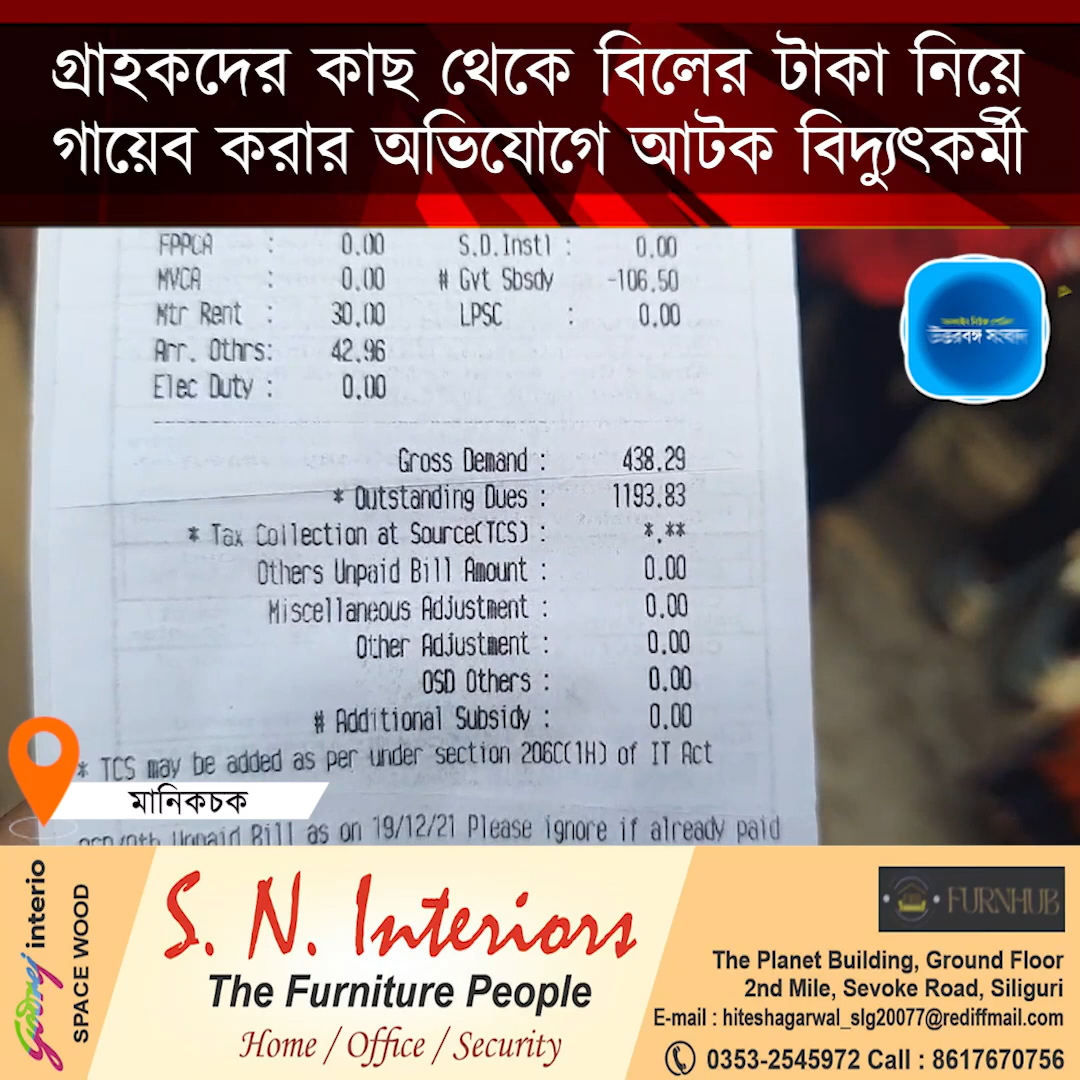 গ্রাহকদের কাছ থেকে বিলের টাকা নিয়ে
গায়েব করার অভিযোগে আটক বিদ্যুৎকর্মী
FPPCA : 0.00 S.D.Instl : 0.00
MVCA : 0.00 # Gvt Sbsdy -106.50
Mtr Rent : 30.00 LPSC : 0.00
Arr. Othrs: 42.96
Elec Duty : 0.00
উত্তরবঙ্গ সংবাদ
Gross Demand : 438.29
* Outstanding Dues : 1193.83
* Tax Collection at Source(TCS) : *.**
Others Unpaid Bill Amount : 0.00
Miscellaneous Adjustment : 0.00
Other Adjustment : 0.00
OSD Others : 0.00
# Additional Subsidy : 0.00
* TCS may be added as per under section 206C(1H) of IT Act
মানিকচক
Unpaid Bill as on 19/12/21 Please ignore if already paid
Godrej interio
SPACE WOOD
S. N. Interiors
The Furniture People
Home / Office / Security
FURNHUB
The Planet Building, Ground Floor
2nd Mile, Sevoke Road, Siliguri
E-mail : hiteshagarwal_slg20077@rediffmail.com
0353-2545972 Call : 8617670756